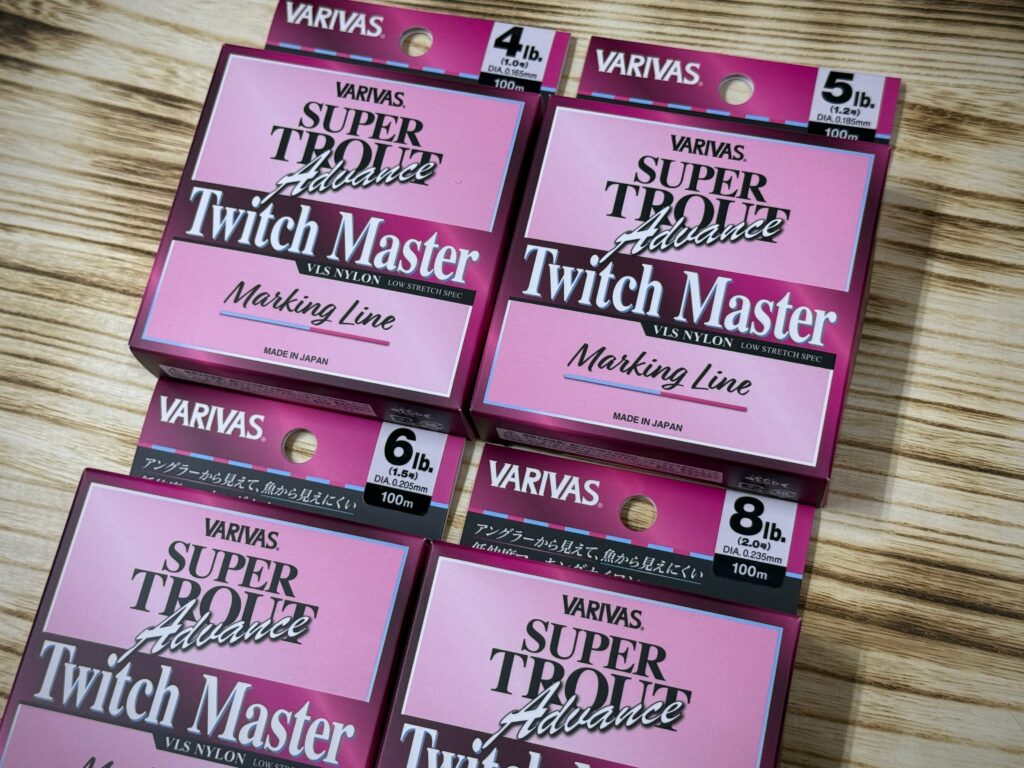 VARIVAS®
4lb.
(1.0号)
DIA.0.165mm
100m
VARIVAS®
SUPER
TROUT
Advance
Twitch Master
VLS NYLON LOW STRETCH SPEC
Marking Line
MADE IN JAPAN
VARIVAS®
5lb.
(1.2号)
DIA.0.185mm
100m
VARIVAS®
SUPER
TROUT
Advance
Twitch Master
VLS NYLON LOW STRETCH SPEC
Marking Line
MADE IN JAPAN
VARIVAS®
6lb.
(1.5号)
DIA.0.205mm
100m
アングラーから見えて、魚から見えにくい
VARIVAS®
SUPER
TROUT
Advance
Twitch Master
VLS NYLON LOW STRETCH
VARIVAS®
8lb.
(2.0号)
DIA.0.235mm
100m
アングラーから見えて、魚から見えにくい
VARIVAS®
SUPER
TROUT
Advance
Twitch Master